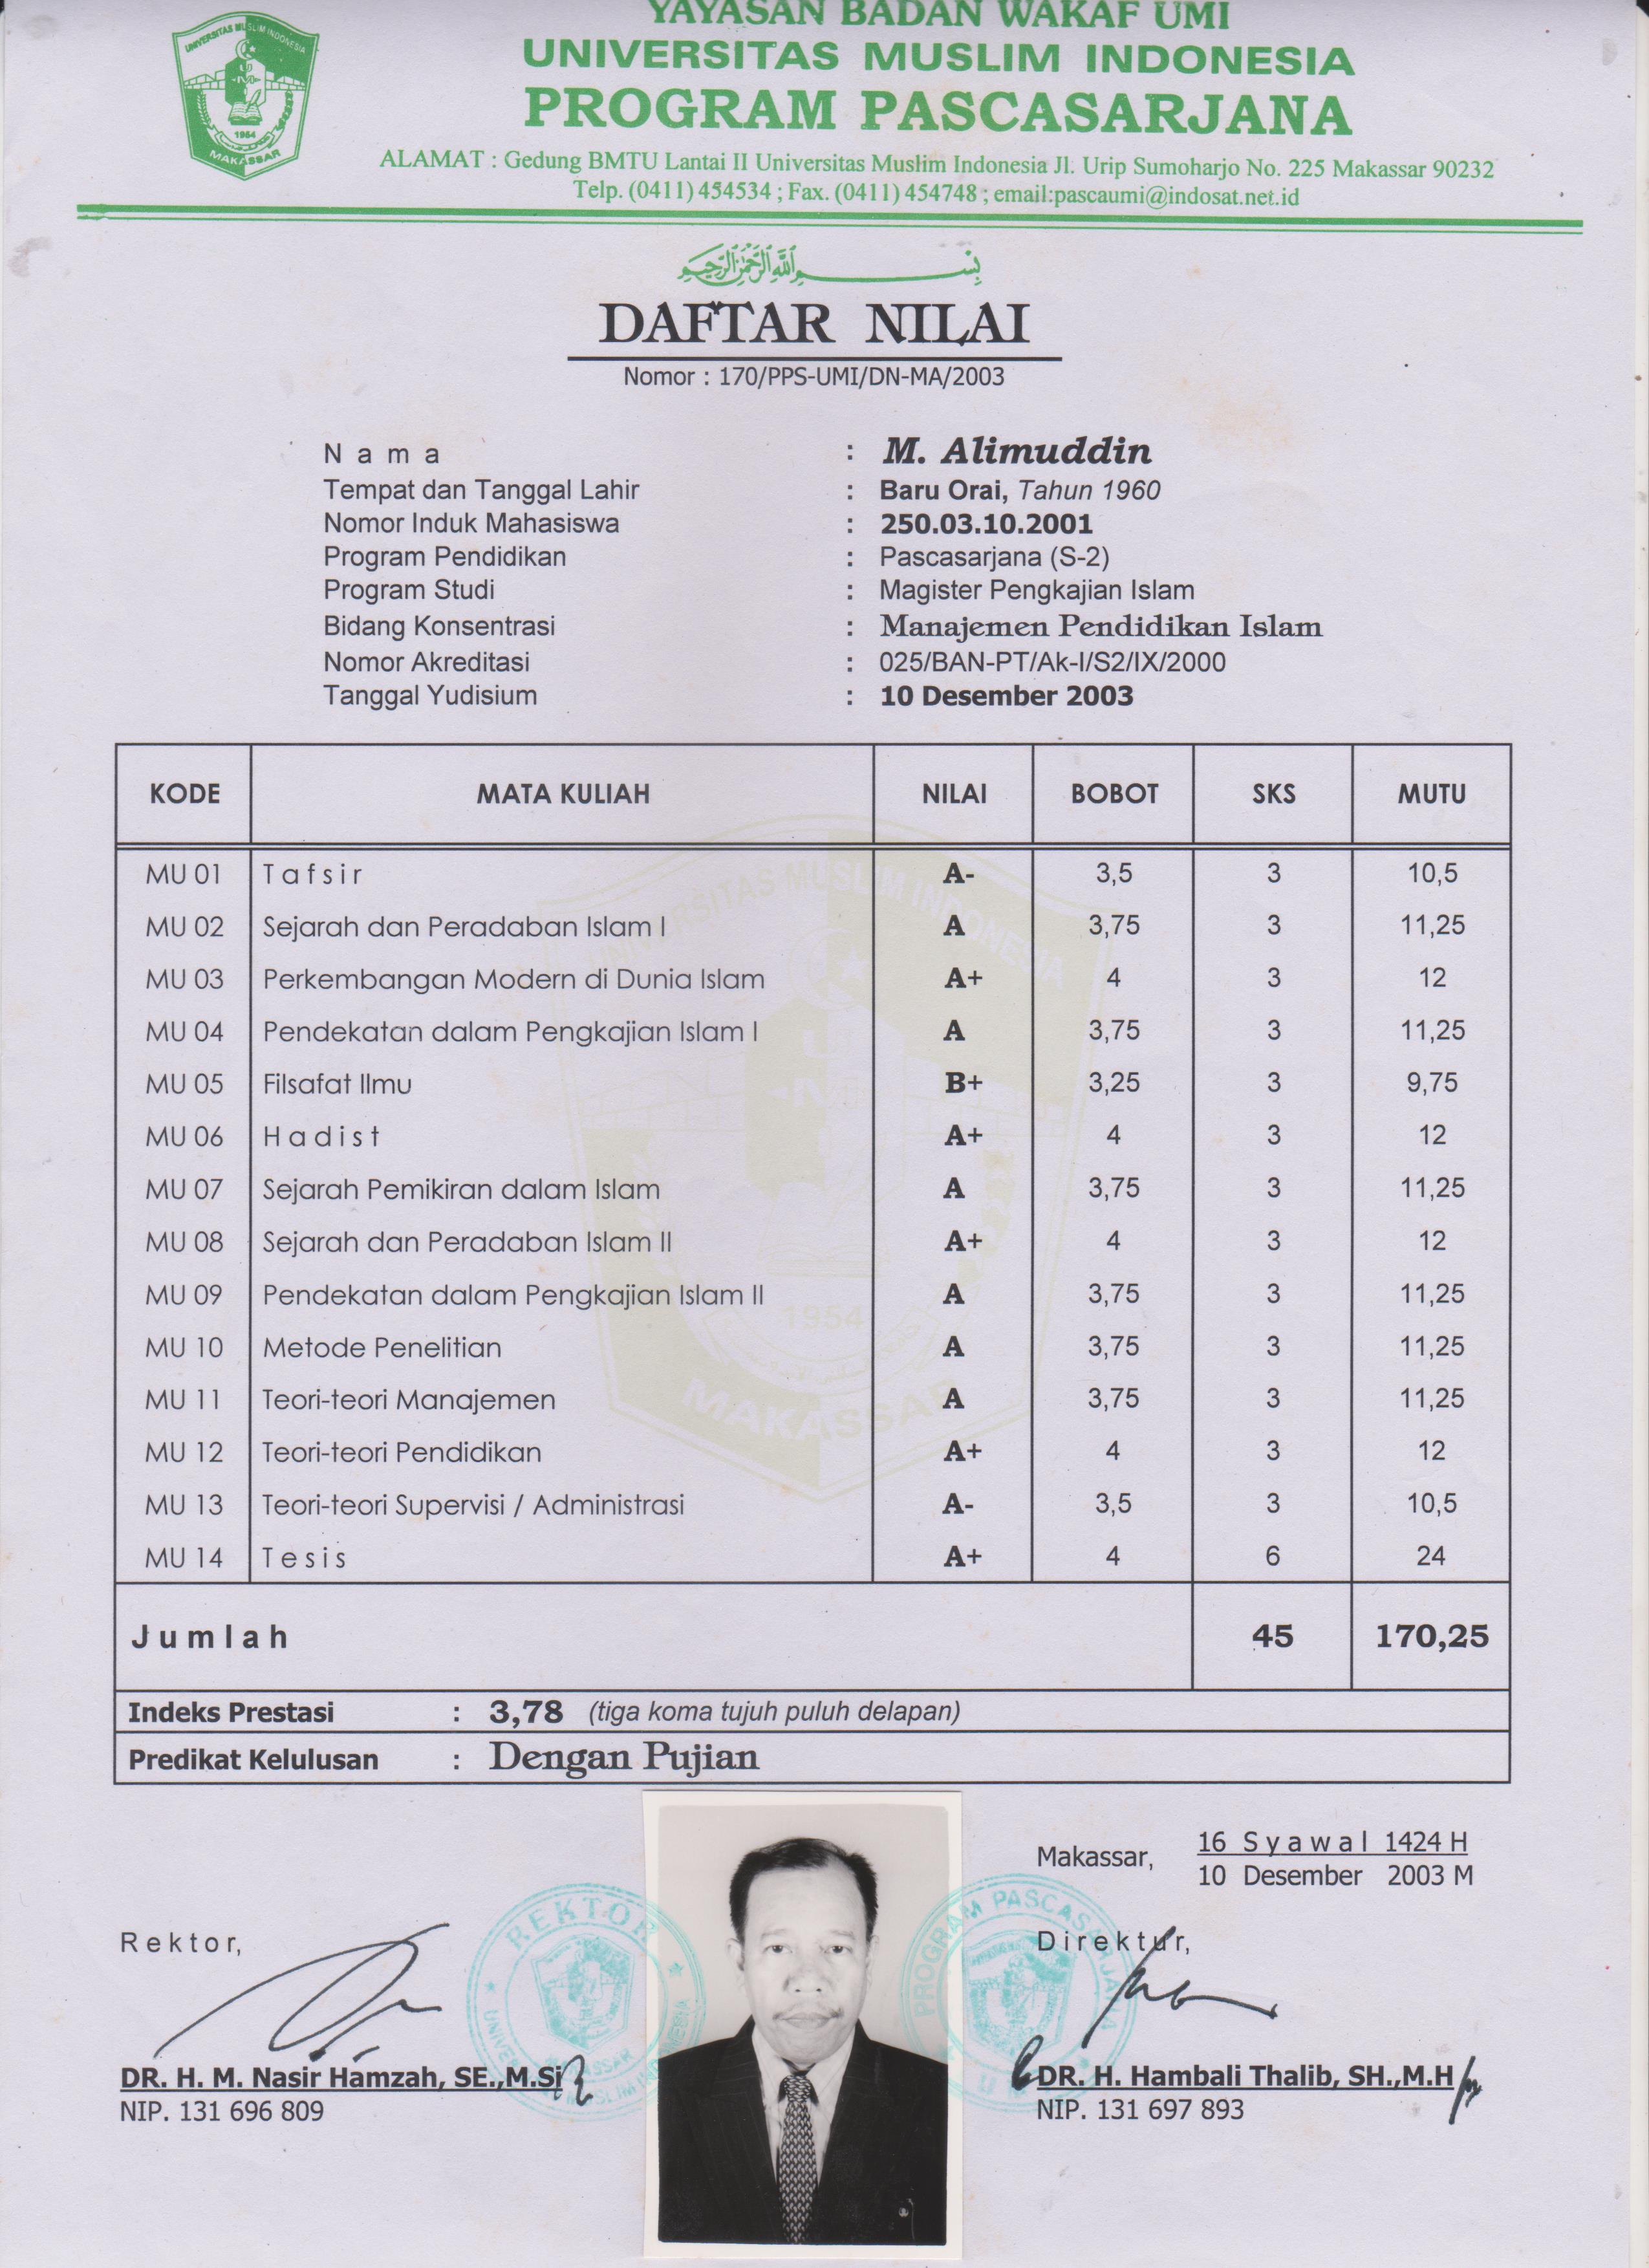 UNIVERSITAS MUSLIM INDONESIA
1954
MAKASSAR
YAYASAN BADAN WAKAF UMI
UNIVERSITAS MUSLIM INDONESIA
PROGRAM PASCASARJANA
ALAMAT : Gedung BMTU Lantai II Universitas Muslim Indonesia Jl. Urip Sumoharjo No. 225 Makassar 90232
Telp. (0411) 454534 ; Fax. (0411) 454748 ; email:pascaumi@indosat.net.id
بِسْمِ اللهِ الرَّحْمٰنِ الرَّحِيْمِ
DAFTAR NILAI
Nomor : 170/PPS-UMI/DN-MA/2003
N a m a : M. Alimuddin
Tempat dan Tanggal Lahir : Baru Orai, Tahun 1960
Nomor Induk Mahasiswa : 250.03.10.2001
Program Pendidikan : Pascasarjana (S-2)
Program Studi : Magister Pengkajian Islam
Bidang Konsentrasi : Manajemen Pendidikan Islam
Nomor Akreditasi : 025/BAN-PT/Ak-I/S2/IX/2000
Tanggal Yudisium : 10 Desember 2003
KODE MATA KULIAH NILAI BOBOT SKS MUTU
MU 01 T a f s i r A- 3,5 3 10,5
MU 02 Sejarah dan Peradaban Islam I A 3,75 3 11,25
MU 03 Perkembangan Modern di Dunia Islam A+ 4 3 12
MU 04 Pendekatan dalam Pengkajian Islam I A 3,75 3 11,25
MU 05 Filsafat Ilmu B+ 3,25 3 9,75
MU 06 H a d i s t A+ 4 3 12
MU 07 Sejarah Pemikiran dalam Islam A 3,75 3 11,25
MU 08 Sejarah dan Peradaban Islam II A+ 4 3 12
MU 09 Pendekatan dalam Pengkajian Islam II A 3,75 3 11,25
MU 10 Metode Penelitian A 3,75 3 11,25
MU 11 Teori-teori Manajemen A 3,75 3 11,25
MU 12 Teori-teori Pendidikan A+ 4 3 12
MU 13 Teori-teori Supervisi / Administrasi A- 3,5 3 10,5
MU 14 T e s i s A+ 4 6 24
J u m l a h 45 170,25
Indeks Prestasi : 3,78 (tiga koma tujuh puluh delapan)
Predikat Kelulusan : Dengan Pujian
Makassar, 16 S y a w a l 1424 H
10 Desember 2003 M
R e k t o r,
D i r e k t u r,
REKTOR
PROGRAM PASCASARJANA
DR. H. M. Nasir Hamzah, SE.,M.Si
NIP. 131 696 809
DR. H. Hambali Thalib, SH.,M.H
NIP. 131 697 893